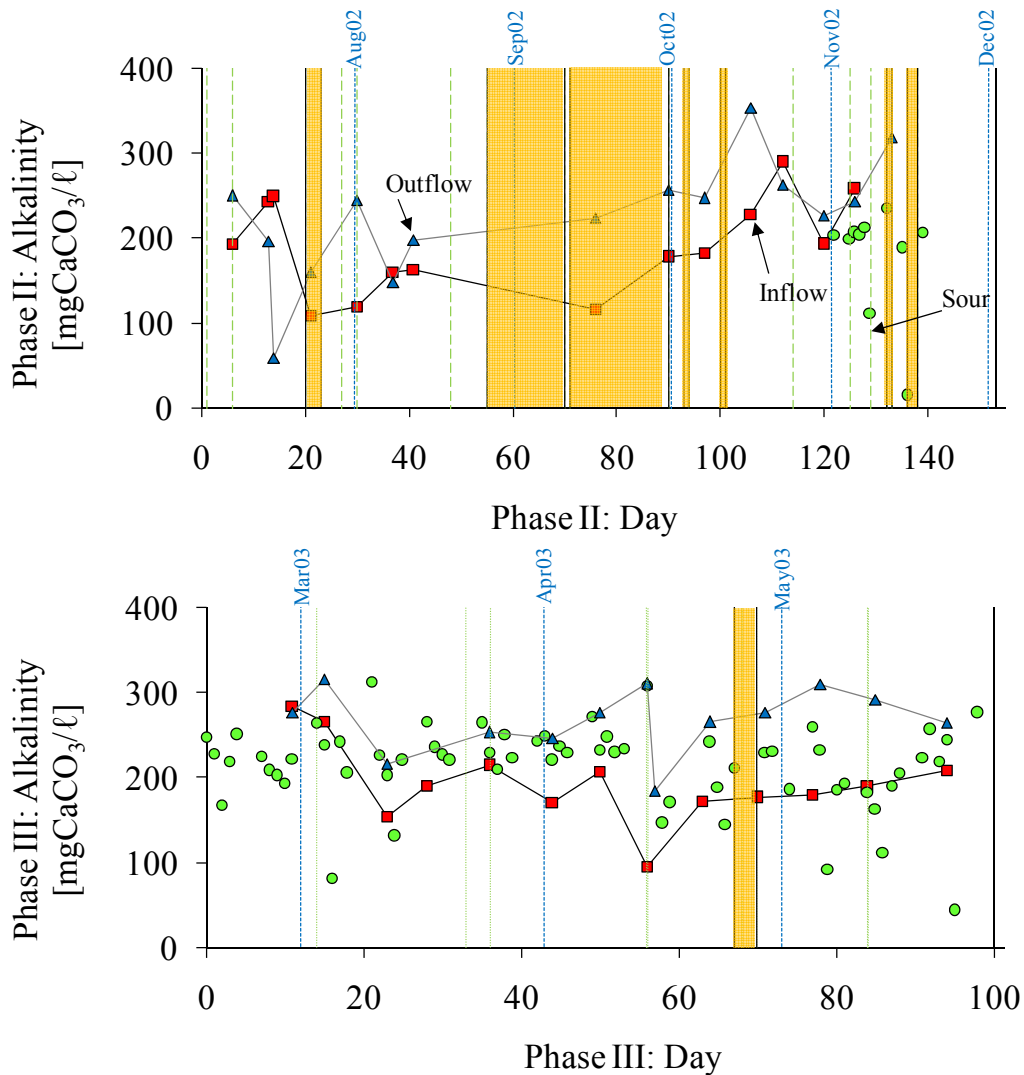 Aug02
Sep02
Oct02
Nov02
Dec02
Phase II: Alkalinity
[mgCaCO3/ℓ]
400
300
200
100
0
Outflow
Inflow
Sour
0 20 40 60 80 100 120 140
Phase II: Day
Mar03
Apr03
May03
Phase III: Alkalinity
[mgCaCO3/ℓ]
400
300
200
100
0
0 20 40 60 80 100
Phase III: Day